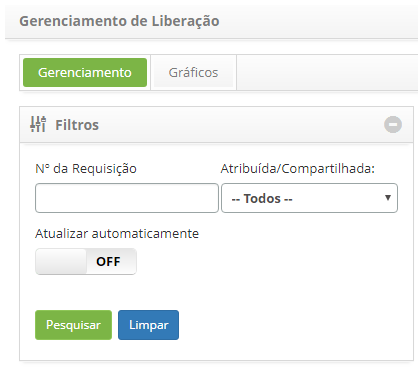 Gerenciamento de Liberação
Gerenciamento Gráficos
Filtros
Nº da Requisição Atribuída/Compartilhada:
-- Todos --
Atualizar automaticamente
OFF
Pesquisar Limpar